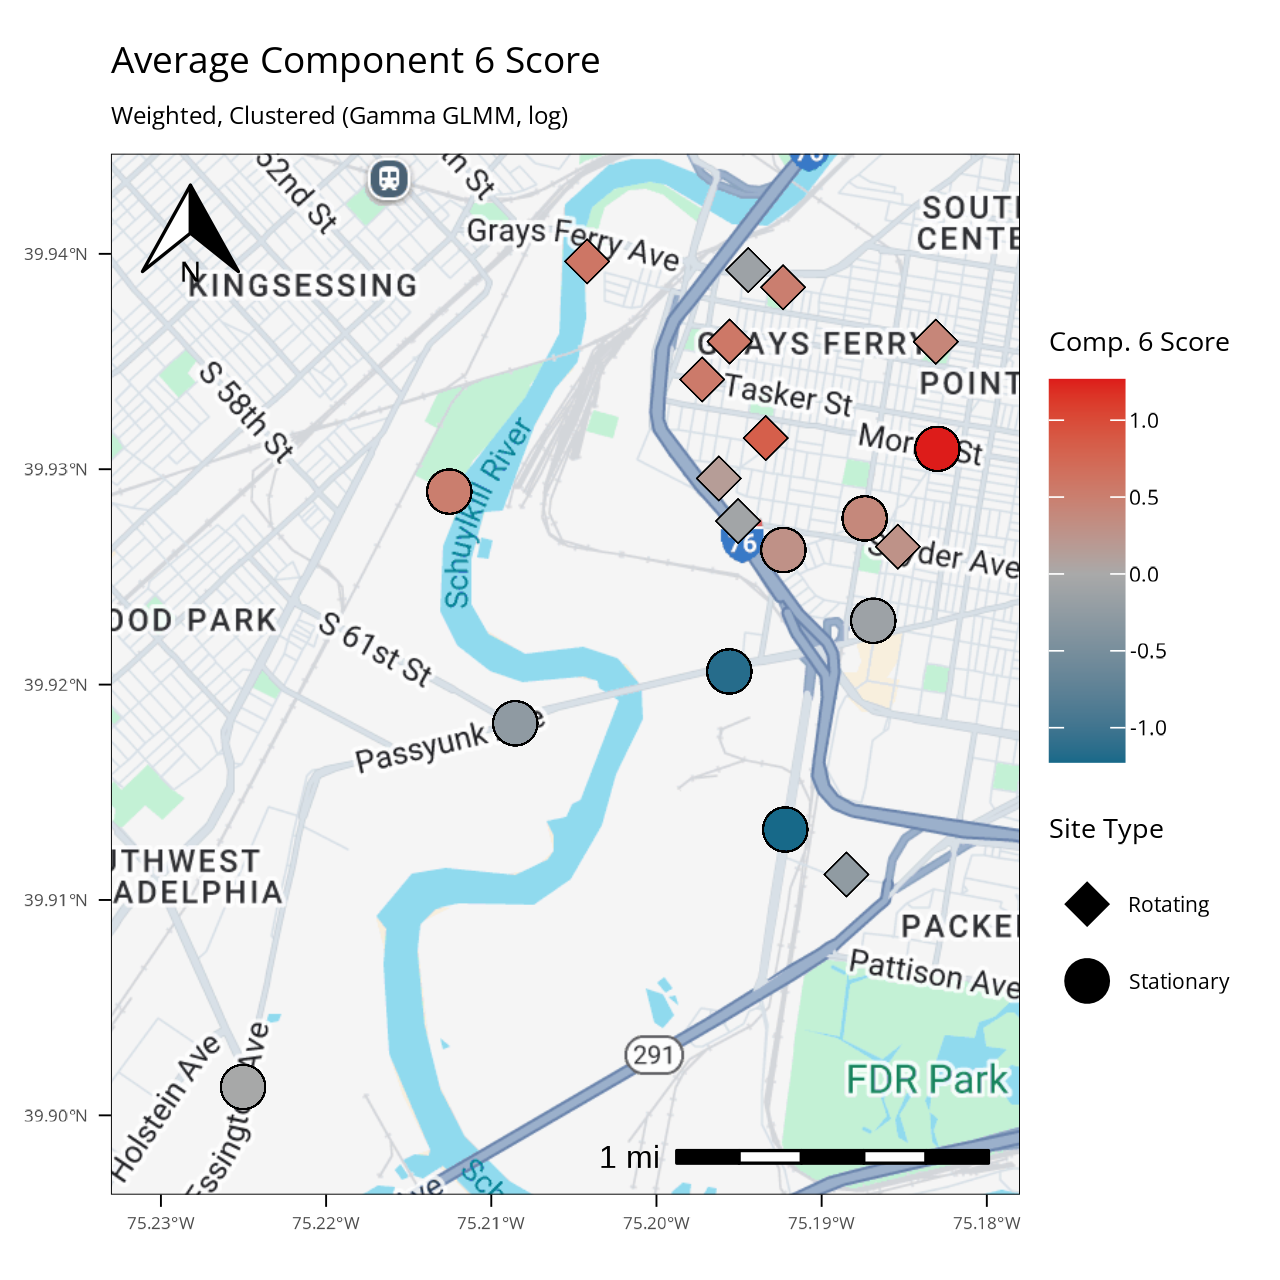 Average Component 6 Score
Weighted, Clustered (Gamma GLMM, log)
39.94°N
39.93°N
39.92°N
39.91°N
39.90°N
52nd St
th St
76
N
KINGSESSING
Grays Ferry Ave
SOUT
CENTE
GRAYS FERRY
POINT
Tasker St
Mor St
S 58th St
Schuylkill River
76
der Ave
OOD PARK
S 61st St
Passyunk
UTHWEST
ADELPHIA
PACKE
Pattison Ave
FDR Park
291
Holstein Ave
Essingt Ave
1 mi
Sch
ve
75.23°W
75.22°W
75.21°W
75.20°W
75.19°W
75.18°W
Comp. 6 Score
1.0
0.5
0.0
-0.5
-1.0
Site Type
Rotating
Stationary